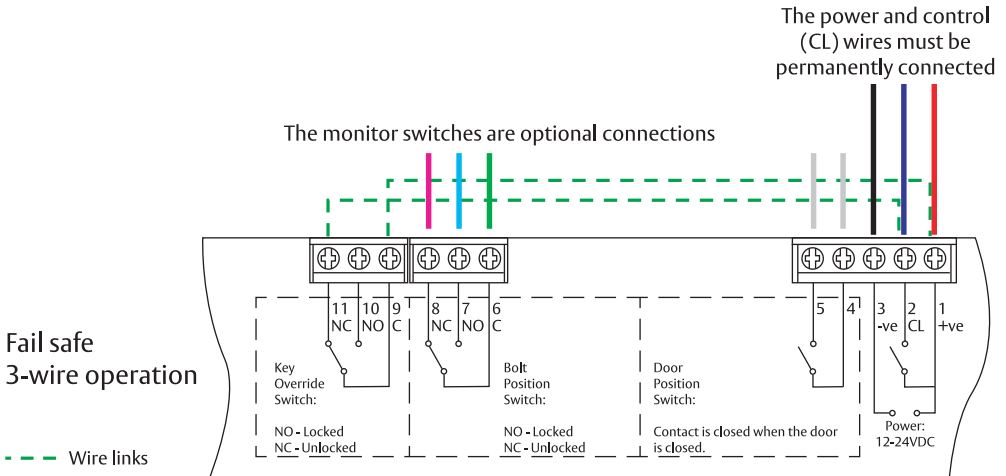 The power and control
(CL) wires must be
permanently connected
The monitor switches are optional connections
Fail safe
3-wire operation
11 10 9 8 7 6 5 4 3 2 1
NC NO C NC NO C -ve CL +ve
Key
Override
Switch:
NO - Locked
NC - Unlocked
Bolt
Position
Switch:
NO - Locked
NC - Unlocked
Door
Position
Switch:
Contact is closed when the door
is closed.
Power:
12-24VDC
Wire links